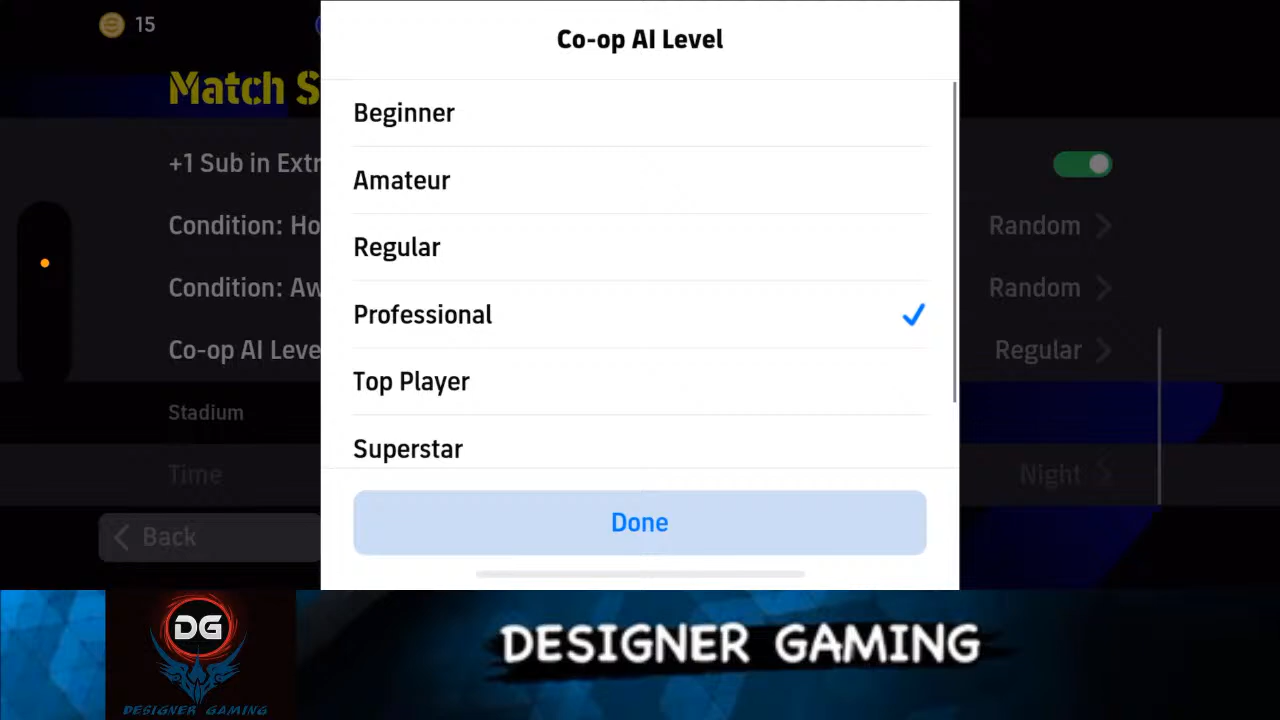 15
Co-op AI Level
Match S
Beginner
+1 Sub in Extr
Amateur
Condition: Ho
Random
Regular
Condition: Aw
Random
Professional
Co-op AI Leve
Regular
Top Player
Stadium
Superstar
Time
Night
Done
Back
DG
DESIGNER GAMING
DESIGNER GAMING